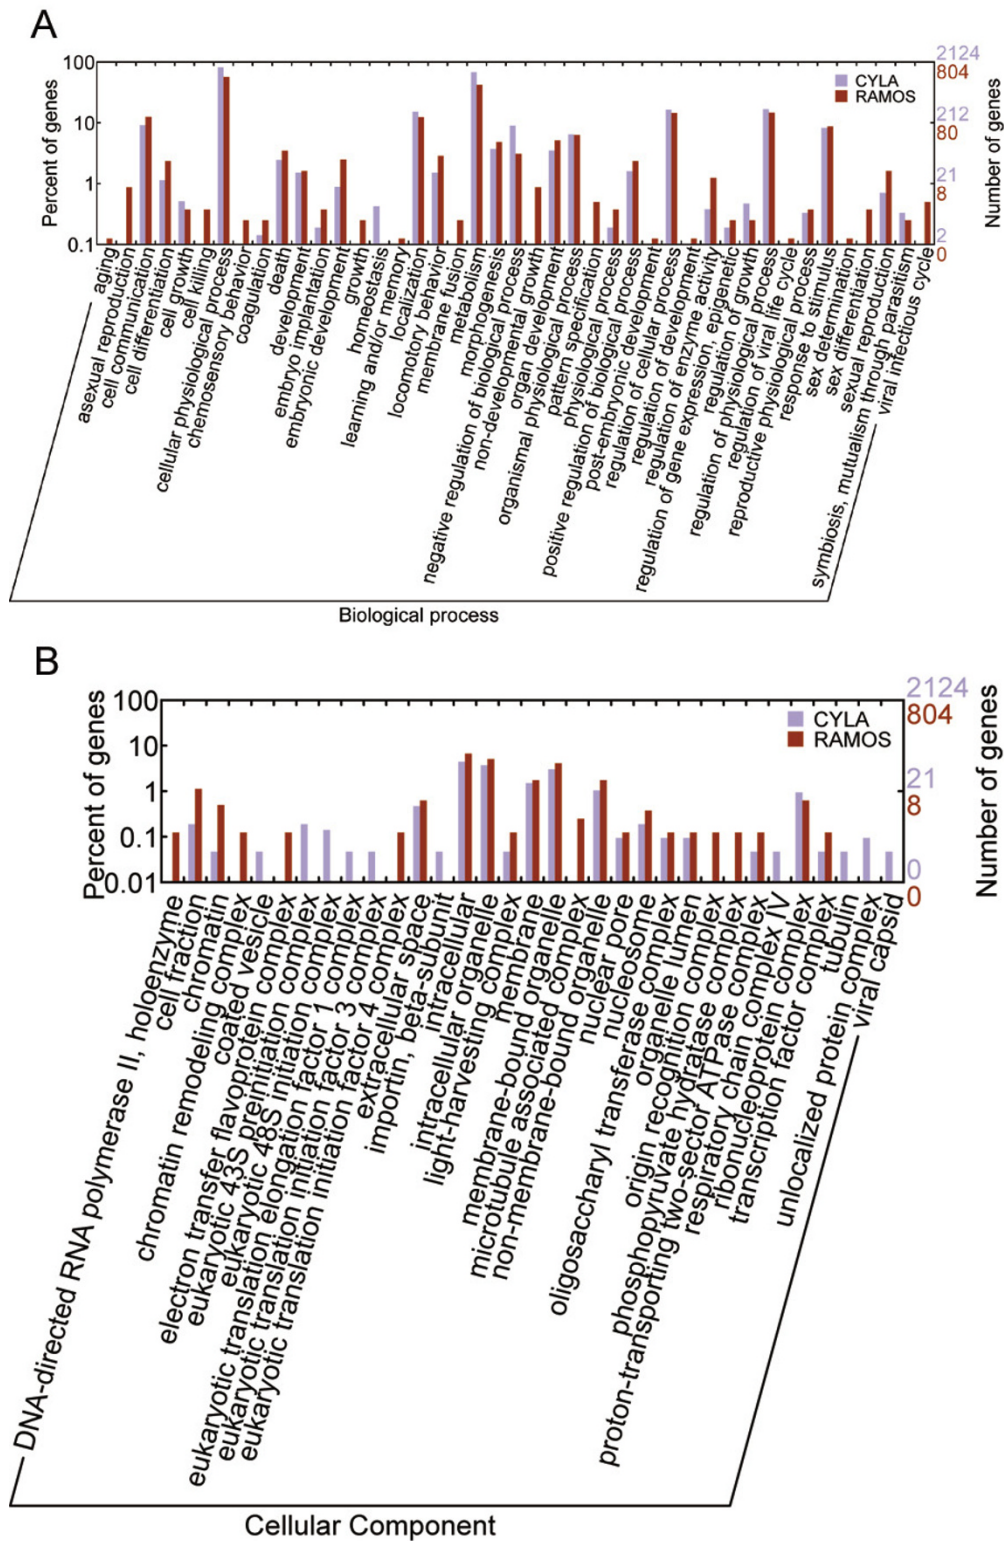 A
Percent of genes
100
10
1
0.1
2124
804
212
80
21
8
2
0
Number of genes
CYLA
RAMOS
aging
asexual reproduction
cell communication
cell differentiation
cell growth
cell killing
cellular physiological process
chemosensory behavior
coagulation
death
development
embryo implantation
embryonic development
growth
homeostasis
learning and/or memory
localization
locomotory behavior
membrane fusion
metabolism
morphogenesis
negative regulation of biological process
non-developmental growth
organ development
organismal physiological process
pattern specification
physiological process
positive regulation of biological process
post-embryonic development
regulation of cellular process
regulation of development
regulation of enzyme activity
regulation of gene expression, epigenetic
regulation of growth
regulation of physiological process
regulation of viral life cycle
reproductive physiological process
response to stimulus
sex determination
sex differentiation
sexual reproduction
symbiosis, mutualism through parasitism
viral infectious cycle
Biological process
B
Percent of genes
100
10
1
0.1
0.01
2124
804
21
8
0
0
Number of genes
CYLA
RAMOS
DNA-directed RNA polymerase II, holoenzyme
cell fraction
chromatin
chromatin remodeling complex
coated vesicle
electron transfer flavoprotein complex
eukaryotic 43S preinitiation complex
eukaryotic 48S initiation complex
eukaryotic translation elongation factor 1 complex
eukaryotic translation initiation factor 3 complex
eukaryotic translation initiation factor 4 complex
extracellular space
importin, beta-subunit
intracellular
intracellular organelle
light-harvesting complex
membrane
membrane-bound organelle
microtubule associated complex
non-membrane-bound organelle
nuclear pore
nucleosome
oligosaccharyl transferase complex
organelle lumen
origin recognition complex
phosphopyruvate hydratase complex
proton-transporting two-sector ATPase complex
respiratory chain complex IV
ribonucleoprotein complex
transcription factor complex
tubulin
unlocalized protein complex
viral capsid
Cellular Component